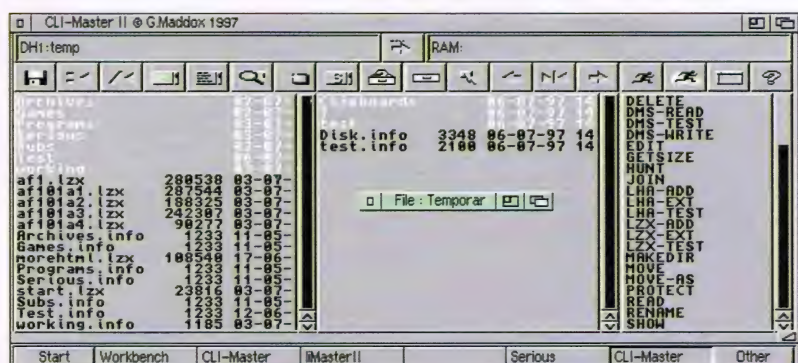 CLI-Master II © G.Maddox 1997
DH1:temp
RAM:
Archives 03-07-
Games
Programs
Serious
Subs
Test
working
af1.lzx 280538 03-07-
af101a1.lzx 287544 03-07-
af101a2.lzx 188325 03-07-
af101a3.lzx 242307 03-07-
af101a4.lzx 90277 03-07-
Archives.info 1233 11-05-
Games.info 1233 11-05-
morehtml.lzx 108540 17-06-
Programs.info 1233 11-05-
Serious.info 1233 11-05-
start.lzx 23816 03-07-
Subs.info 1233 11-05-
Test.info 1233 12-06-
working.info 1185 03-07-
Clipboards 06-07-97 14
test
Disk.info 3348 06-07-97 14
test.info 2100 06-07-97 14
File : Temporar
DELETE
DMS-READ
DMS-TEST
DMS-WRITE
EDIT
GETSIZE
HUNT
JOIN
LHA-ADD
LHA-EXT
LHA-TEST
LZX-ADD
LZX-EXT
LZX-TEST
MAKEDIR
MOVE
MOVE-AS
PROTECT
READ
RENAME
SHOW
Start Workbench CLI-Master liMasterII Serious CLI-Master Other